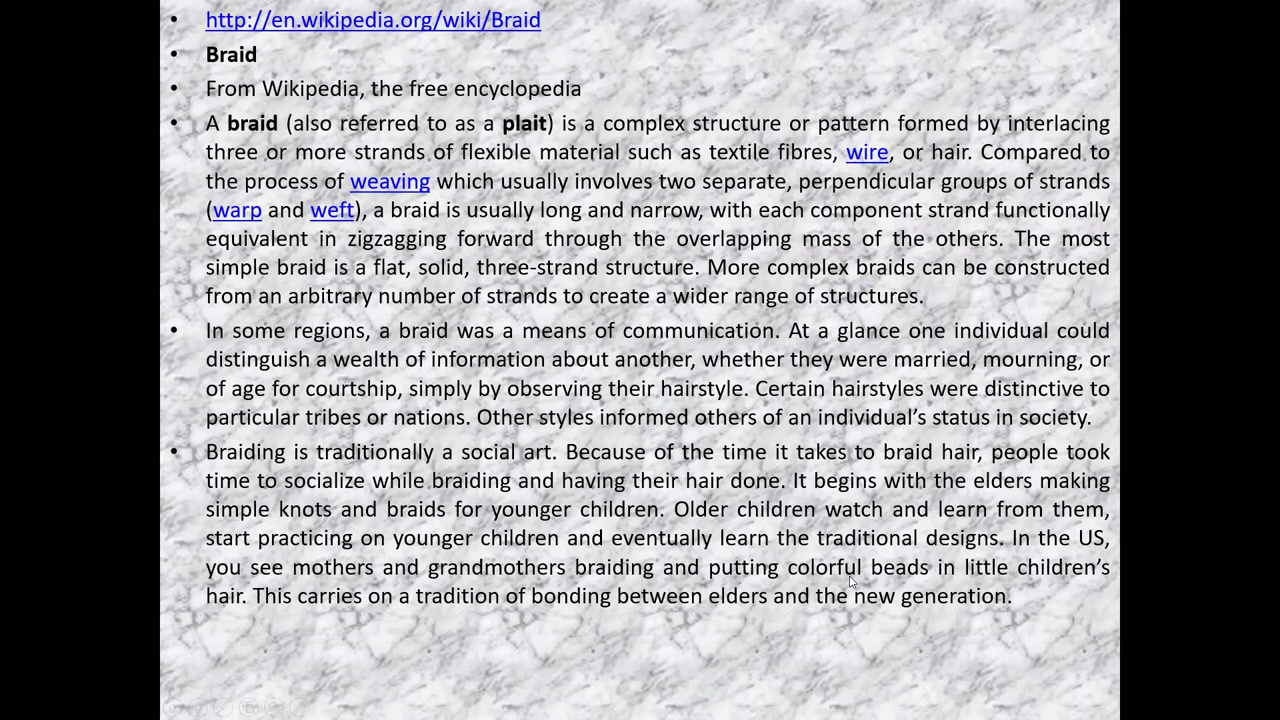 • http://en.wikipedia.org/wiki/Braid
• Braid
• From Wikipedia, the free encyclopedia
• A braid (also referred to as a plait) is a complex structure or pattern formed by interlacing
three or more strands of flexible material such as textile fibres, wire, or hair. Compared to
the process of weaving which usually involves two separate, perpendicular groups of strands
(warp and weft), a braid is usually long and narrow, with each component strand functionally
equivalent in zigzagging forward through the overlapping mass of the others. The most
simple braid is a flat, solid, three-strand structure. More complex braids can be constructed
from an arbitrary number of strands to create a wider range of structures.
• In some regions, a braid was a means of communication. At a glance one individual could
distinguish a wealth of information about another, whether they were married, mourning, or
of age for courtship, simply by observing their hairstyle. Certain hairstyles were distinctive to
particular tribes or nations. Other styles informed others of an individual’s status in society.
• Braiding is traditionally a social art. Because of the time it takes to braid hair, people took
time to socialize while braiding and having their hair done. It begins with the elders making
simple knots and braids for younger children. Older children watch and learn from them,
start practicing on younger children and eventually learn the traditional designs. In the US,
you see mothers and grandmothers braiding and putting colorful beads in little children’s
hair. This carries on a tradition of bonding between elders and the new generation.